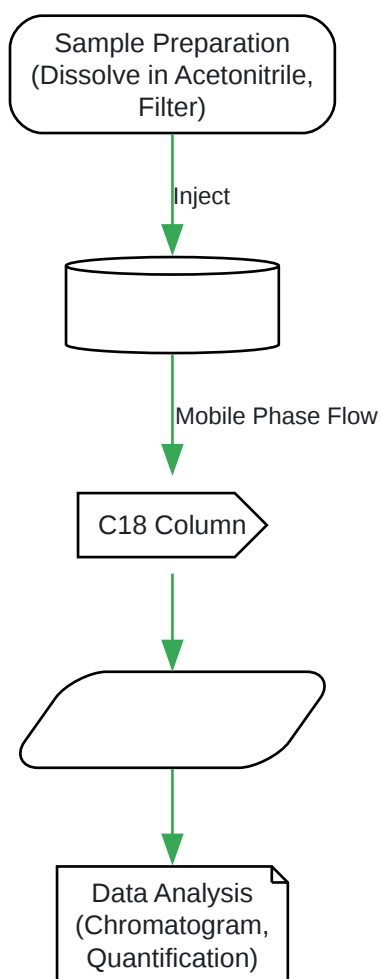 Sample Preparation
(Dissolve in Acetonitrile,
Filter)
Inject
Mobile Phase Flow
C18 Column
Data Analysis
(Chromatogram,
Quantification)